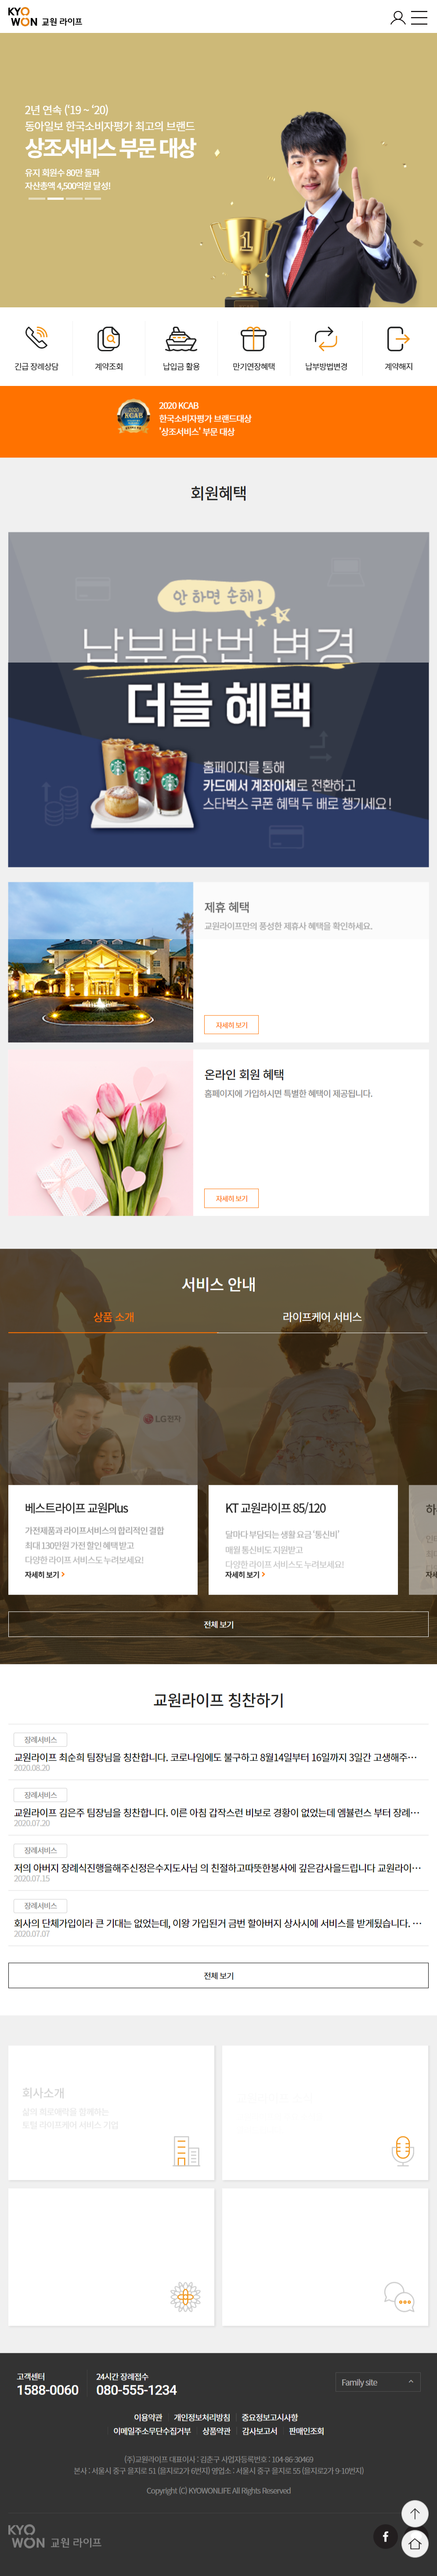 KYO
WON 교원 라이프
2년 연속 ('19 ~ '20)
동아일보 한국소비자평가 최고의 브랜드
상조서비스 부문 대상
유지 회원수 80만 돌파
자산총액 4,500억원 달성!
1
긴급 장례상담
계약조회
납입금 활용
만기연장혜택
납부방법변경
계약해지
2020
KCAB
2020 KCAB
한국소비자평가 브랜드대상
'상조서비스' 부문 대상
회원혜택
안 하면 손해!
납부방법 변경
더블 혜택
홈페이지를 통해
카드에서 계좌이체로 전환하고
스타벅스 쿠폰 혜택 두 배로 챙기세요!
제휴 혜택
교원라이프만의 풍성한 제휴사 혜택을 확인하세요.
자세히 보기
온라인 회원 혜택
홈페이지에 가입하시면 특별한 혜택이 제공됩니다.
자세히 보기
서비스 안내
상품 소개
라이프케어 서비스
LG전자
베스트라이프 교원Plus
가전제품과 라이프서비스의 합리적인 결합
최대 130만원 가전 할인 혜택 받고
다양한 라이프 서비스도 누려보세요!
자세히 보기
KT 교원라이프 85/120
달마다 부담되는 생활 요금 '통신비'
매월 통신비도 지원받고
다양한 라이프 서비스도 누려보세요!
자세히 보기
하
자세
전체 보기
교원라이프 칭찬하기
장례서비스
교원라이프 최순희 팀장님을 칭찬합니다. 코로나임에도 불구하고 8월14일부터 16일까지 3일간 고생해주…
2020.08.20
장례서비스
교원라이프 김은주 팀장님을 칭찬합니다. 이른 아침 갑작스런 비보로 경황이 없었는데 엠뷸런스 부터 장례…
2020.07.20
장례서비스
저의 아버지 장례식진행을해주신정은수지도사님 의 친절하고따뜻한봉사에 깊은감사을드립니다 교원라이…
2020.07.15
장례서비스
회사의 단체가입이라 큰 기대는 없었는데, 이왕 가입된거 금번 할아버지 상사시에 서비스를 받게됬습니다. …
2020.07.07
전체 보기
회사소개
삶의 희로애락을 함께하는
토털 라이프케어 서비스 기업
고객센터
1588-0060
24시간 장례접수
080-555-1234
Family site
이용약관 개인정보처리방침 중요정보고시사항
이메일주소무단수집거부 상품약관 감사보고서 판매인조회
(주)교원라이프 대표이사 : 김춘구 사업자등록번호 : 104-86-30469
본사 : 서울시 중구 을지로 51 (을지로2가 6번지) 영업소 : 서울시 중구 을지로 55 (을지로2가 9-10번지)
Copyright (C) KYOWONLIFE All Rights Reserved
KYO
WON 교원 라이프